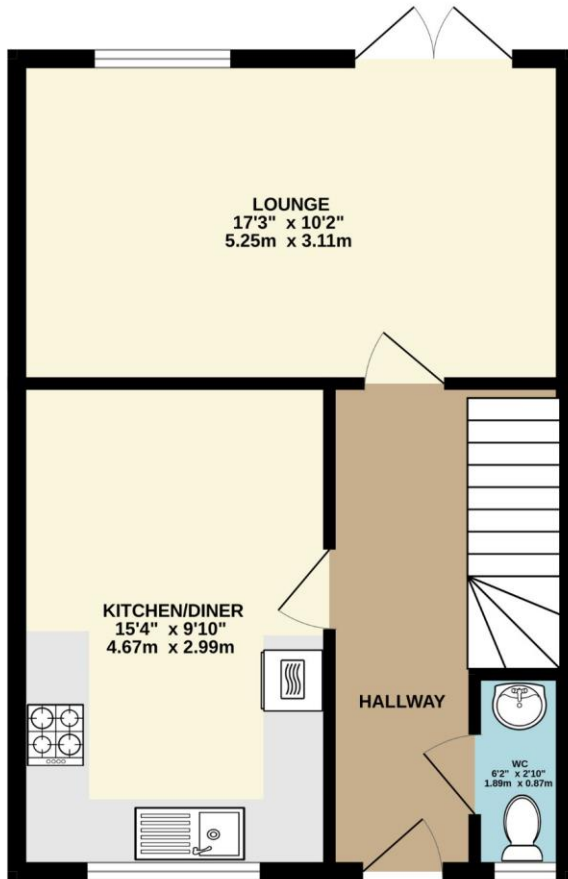 LOUNGE
17'3" x 10'2"
5.25m x 3.11m
KITCHEN/DINER
15'4" x 9'10"
4.67m x 2.99m
HALLWAY
WC
6'2" x 2'10"
1.89m x 0.87m